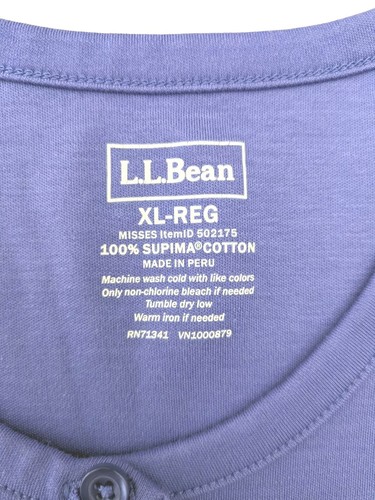 L.L.Bean
XL-REG
MISSES ItemID 502175
100% SUPIMA®COTTON
MADE IN PERU
Machine wash cold with like colors
Only non-chlorine bleach if needed
Tumble dry low
Warm iron if needed
RN71341 VN1000879